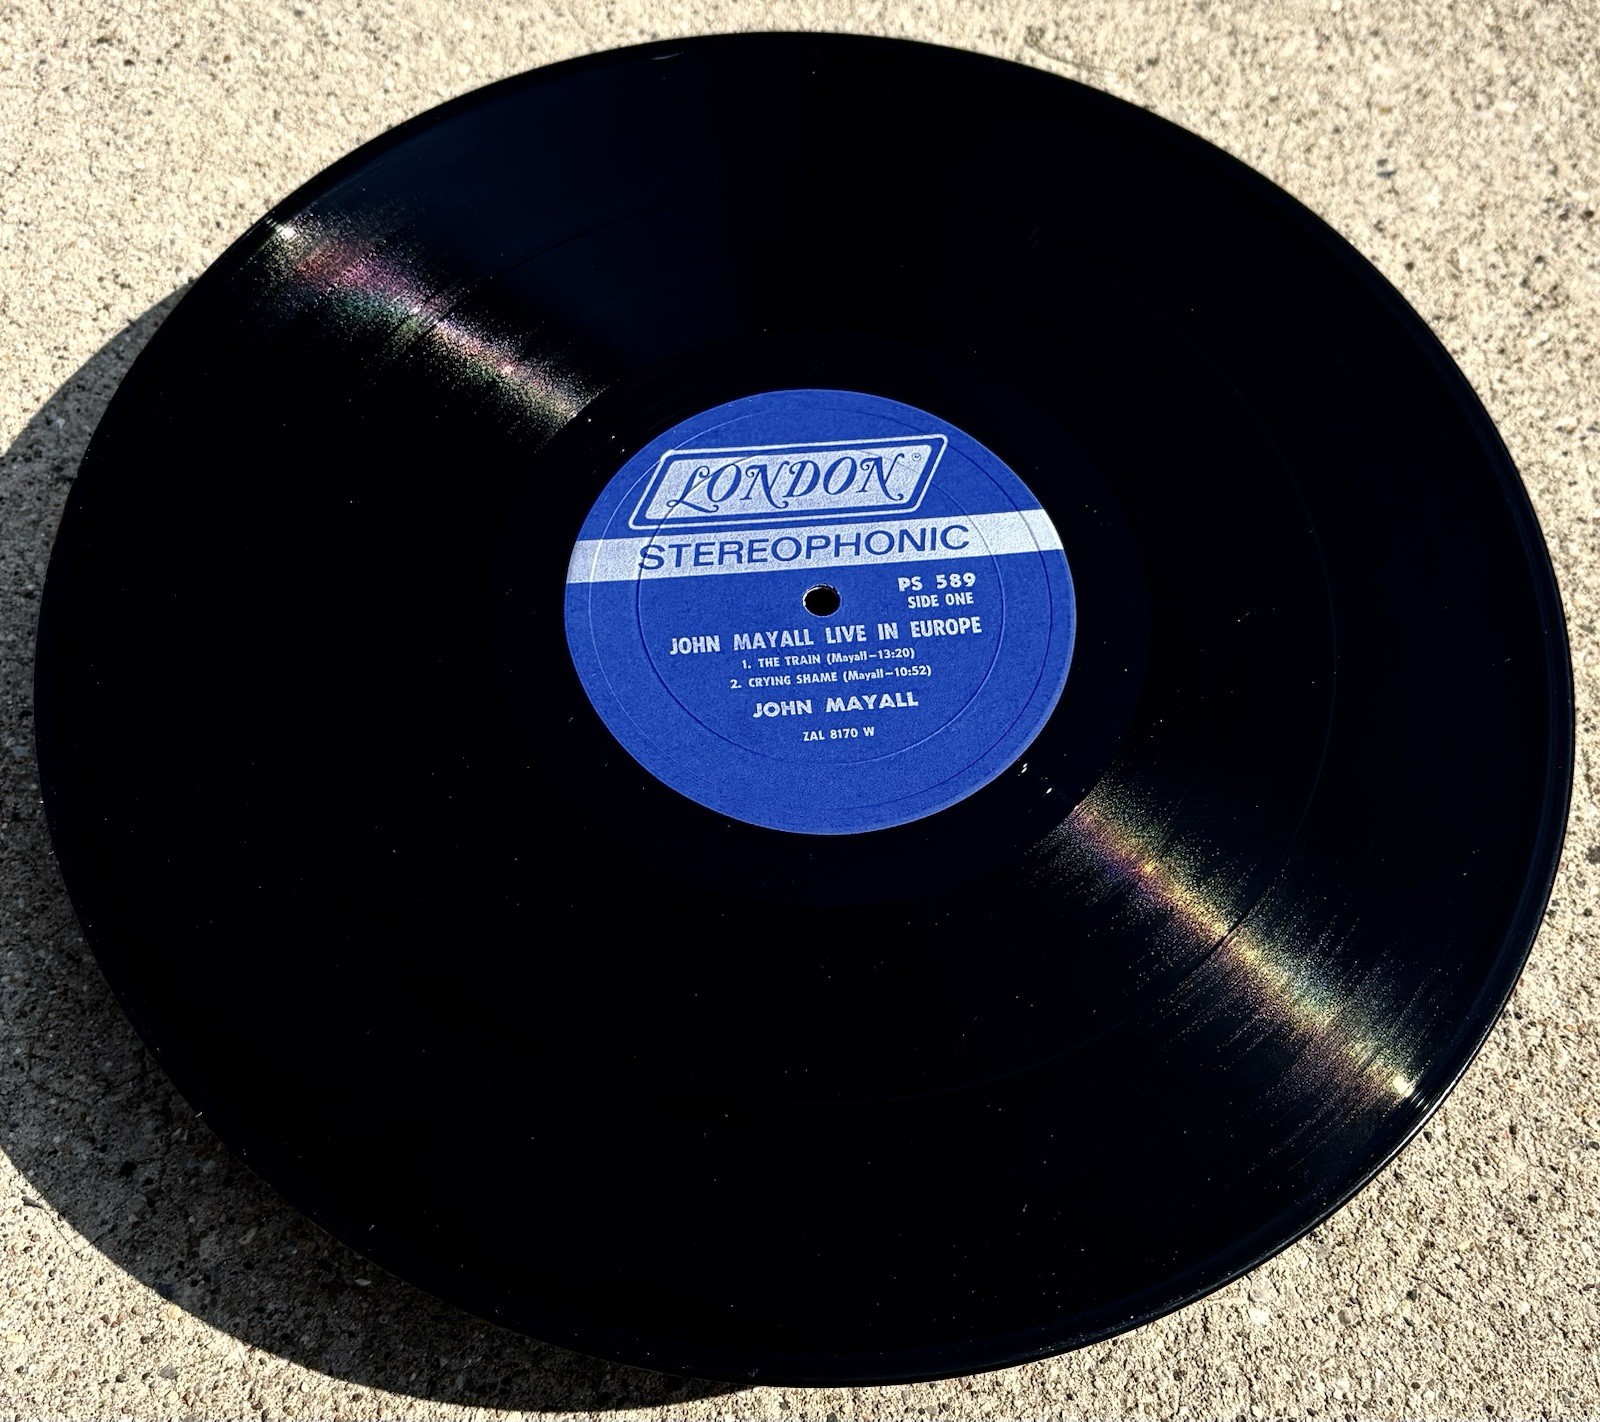 LONDON
STEREOPHONIC
PS 589
SIDE ONE
JOHN MAYALL LIVE IN EUROPE
1. THE TRAIN (Mayall—13:20)
2. CRYING SHAME (Mayall—10:52)
JOHN MAYALL
ZAL 8170 W